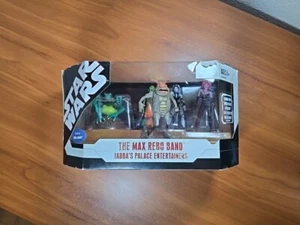 STAR
WARS
THE MAX REBO BAND
JABBA'S PALACE ENTERTAINERS